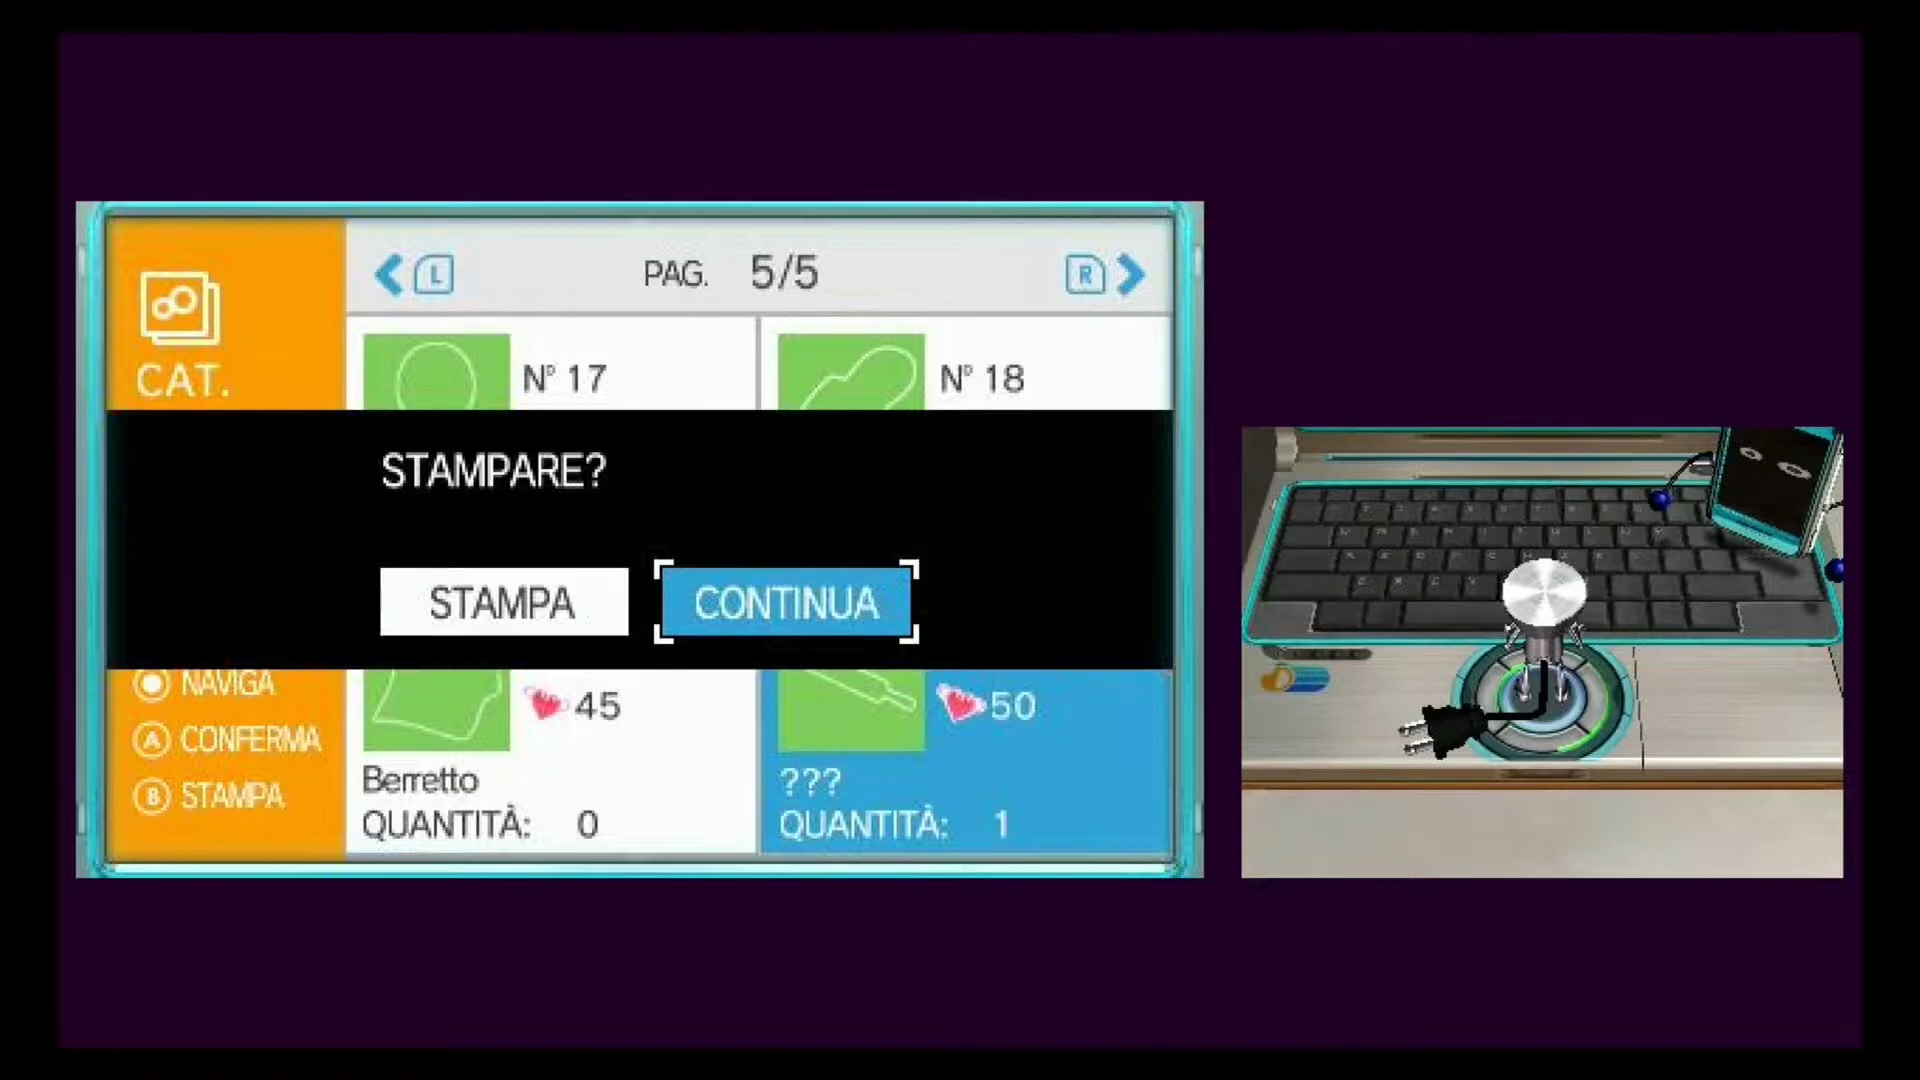 CAT.
L
PAG. 5/5
R
N° 17
N° 18
STAMPARE?
STAMPA
CONTINUA
NAVIGA
A CONFERMA
B STAMPA
45
50
Berretto
QUANTITÀ: 0
???
QUANTITÀ: 1